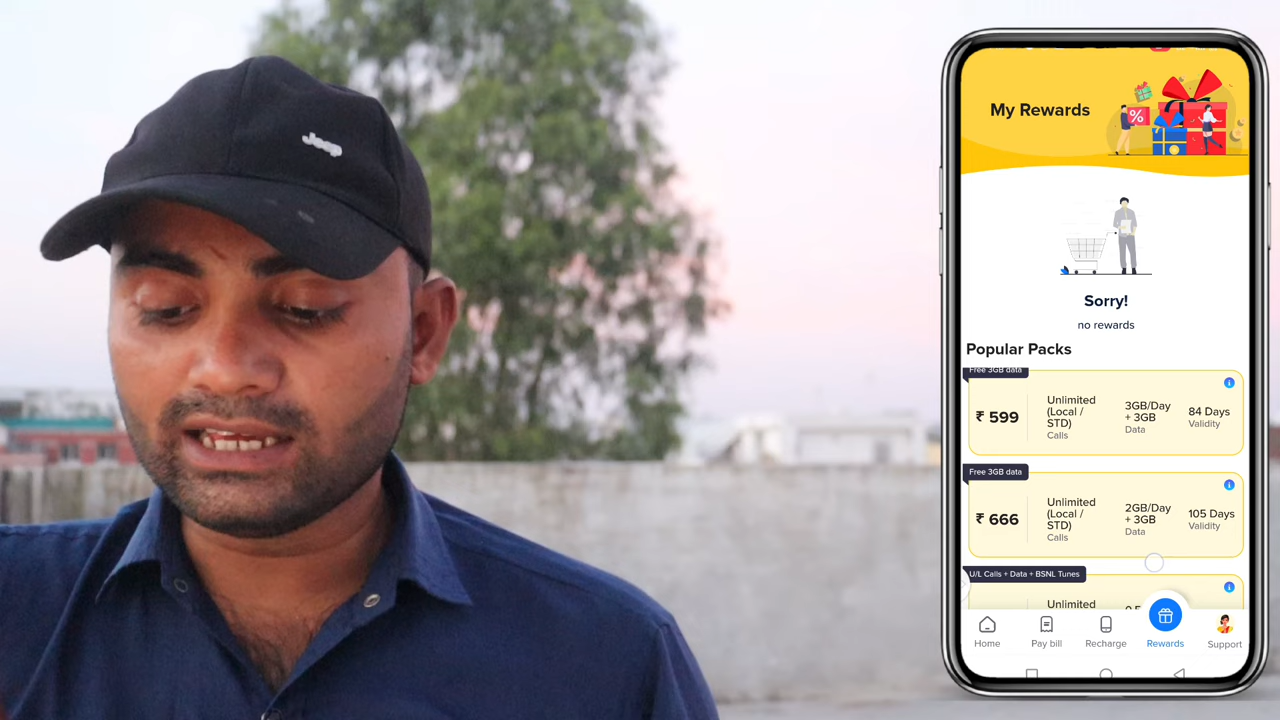 Jeep
My Rewards
%
Sorry!
no rewards
Popular Packs
Free 3GB data
₹ 599
Unlimited
(Local /
STD)
Calls
3GB/Day
+ 3GB
Data
84 Days
Validity
Free 3GB data
₹ 666
Unlimited
(Local /
STD)
Calls
2GB/Day
+ 3GB
Data
105 Days
Validity
U/L Calls + Data + BSNL Tunes
Unlimited
Home
Pay bill
Recharge
Rewards
Support